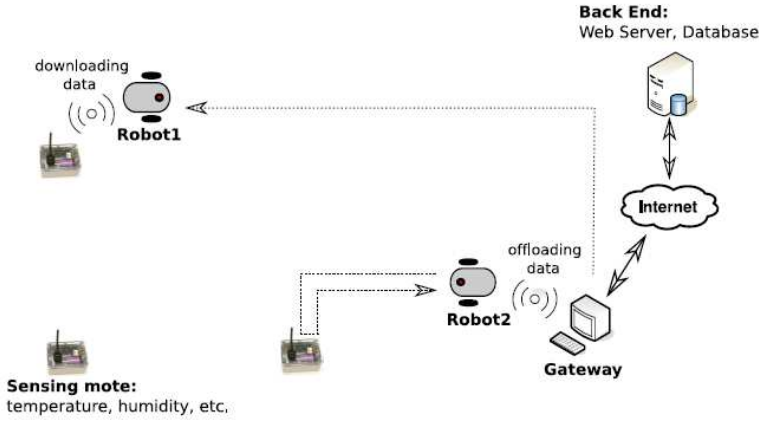 Back End:
Web Server, Database
downloading
data
Robot1
Internet
offloading
data
Robot2
Gateway
Sensing mote:
temperature, humidity, etc,